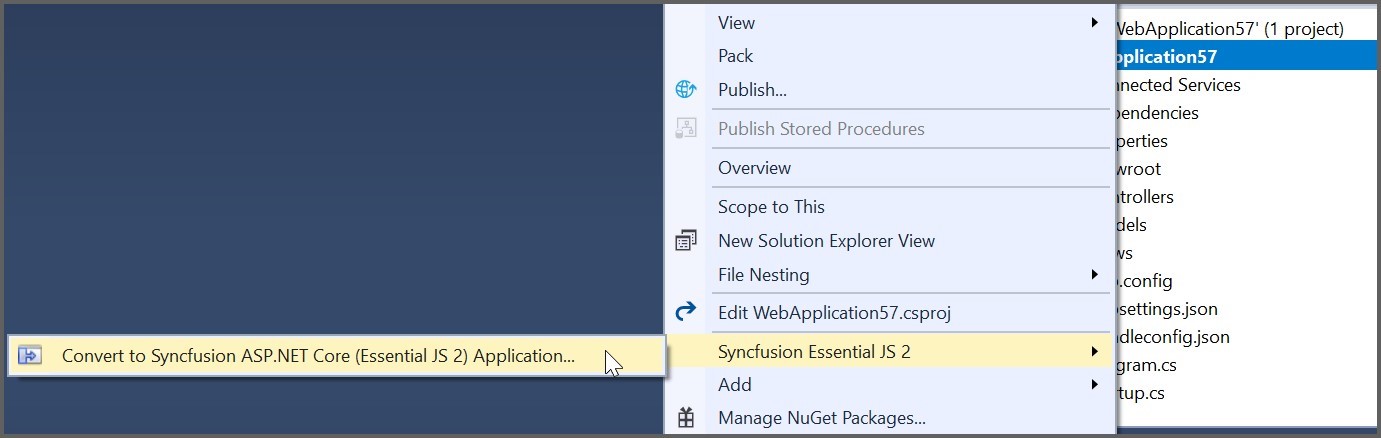 View
Pack
Publish...
Publish Stored Procedures
Overview
Scope to This
New Solution Explorer View
File Nesting
Edit WebApplication57.csproj
Syncfusion Essential JS 2
Convert to Syncfusion ASP.NET Core (Essential JS 2) Application...
Add
Manage NuGet Packages...
WebApplication57' (1 project)
pplication57
nnected Services
pendencies
perties
wroot
ntrollers
dels
ws
.config
psettings.json
ndleconfig.json
gram.cs
rtup.cs